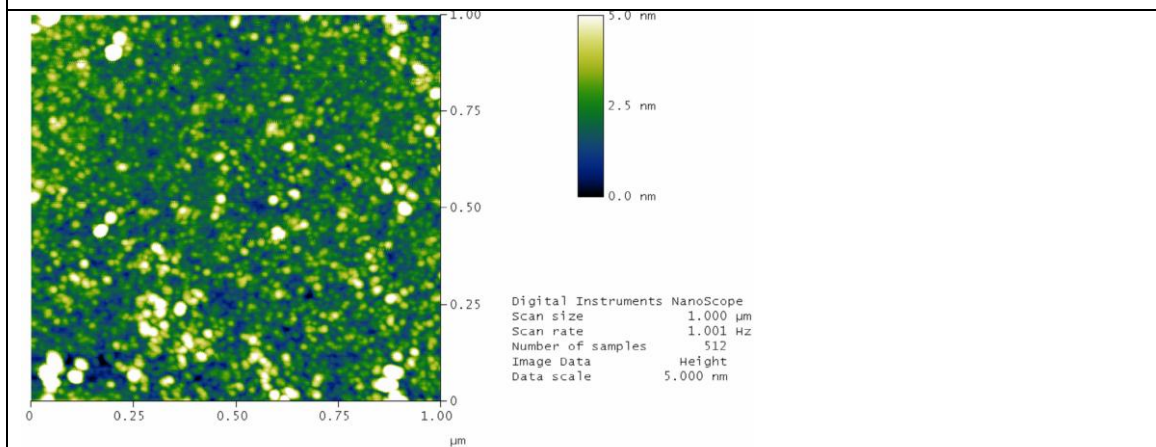 1.00
0.75
0.50
0.25
0
0 0.25 0.50 0.75 1.00
µm
5.0 nm
2.5 nm
0.0 nm
Digital Instruments NanoScope
Scan size 1.000 µm
Scan rate 1.001 Hz
Number of samples 512
Image Data Height
Data scale 5.000 nm